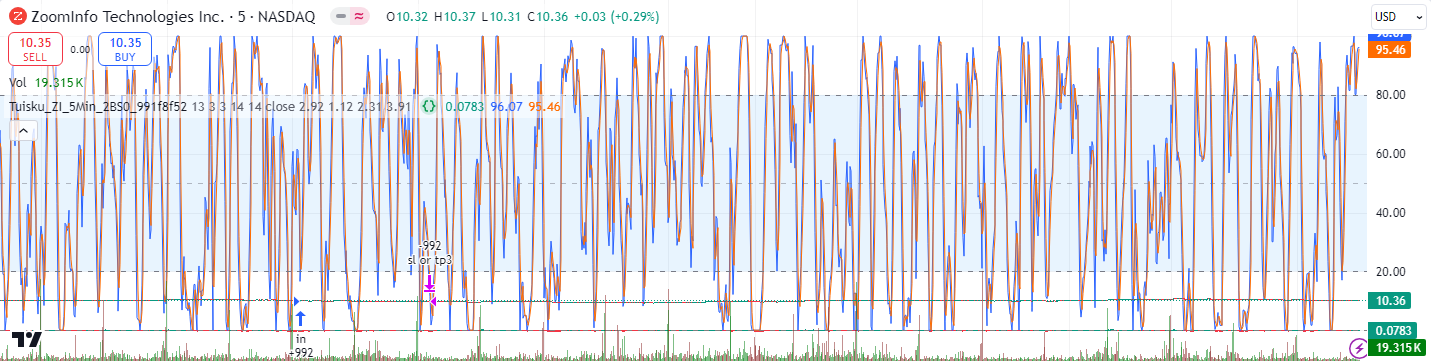 Z ZoomInfo Technologies Inc. · 5 · NASDAQ O10.32 H10.37 L10.31 C10.36 +0.03 (+0.29%)
USD
10.35 SELL 0.00 10.35 BUY
95.46
Vol 19.315K
Tuisku_ZI_5Min_2BS0_991f8f52 13 3 3 14 14 close 2.92 1.12 2.31 3.91 0.0783 96.07 95.46
80.00
60.00
40.00
-992
sl or tp3
20.00
10.36
0.0783
in
+992
19.315K